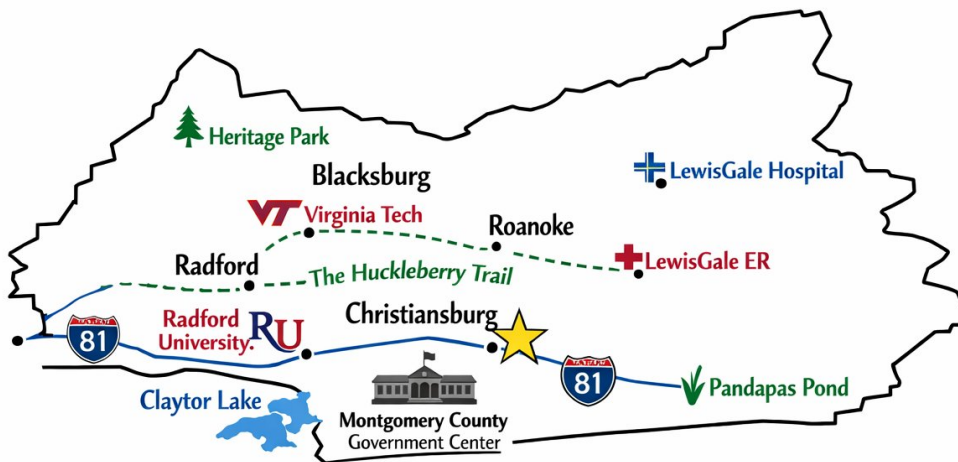 Heritage Park
Blacksburg
LewisGale Hospital
VT Virginia Tech
Roanoke
Radford
The Huckleberry Trail
LewisGale ER
81
Radford
University.
RU
Christiansburg
81
Pandapas Pond
Claytor Lake
Montgomery County
Government Center